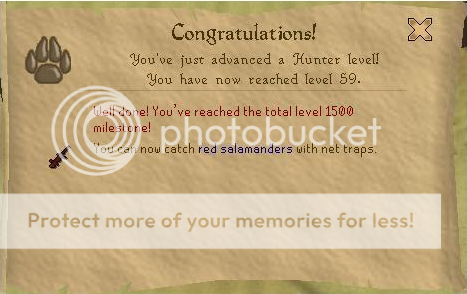 Congratulations!
You've just advanced a Hunter level!
You have now reached level 59.
Well done! You've reached the total level 1500
milestone!
photobucket
You can now catch red salamanders with net traps.
Protect more of your memories for less!